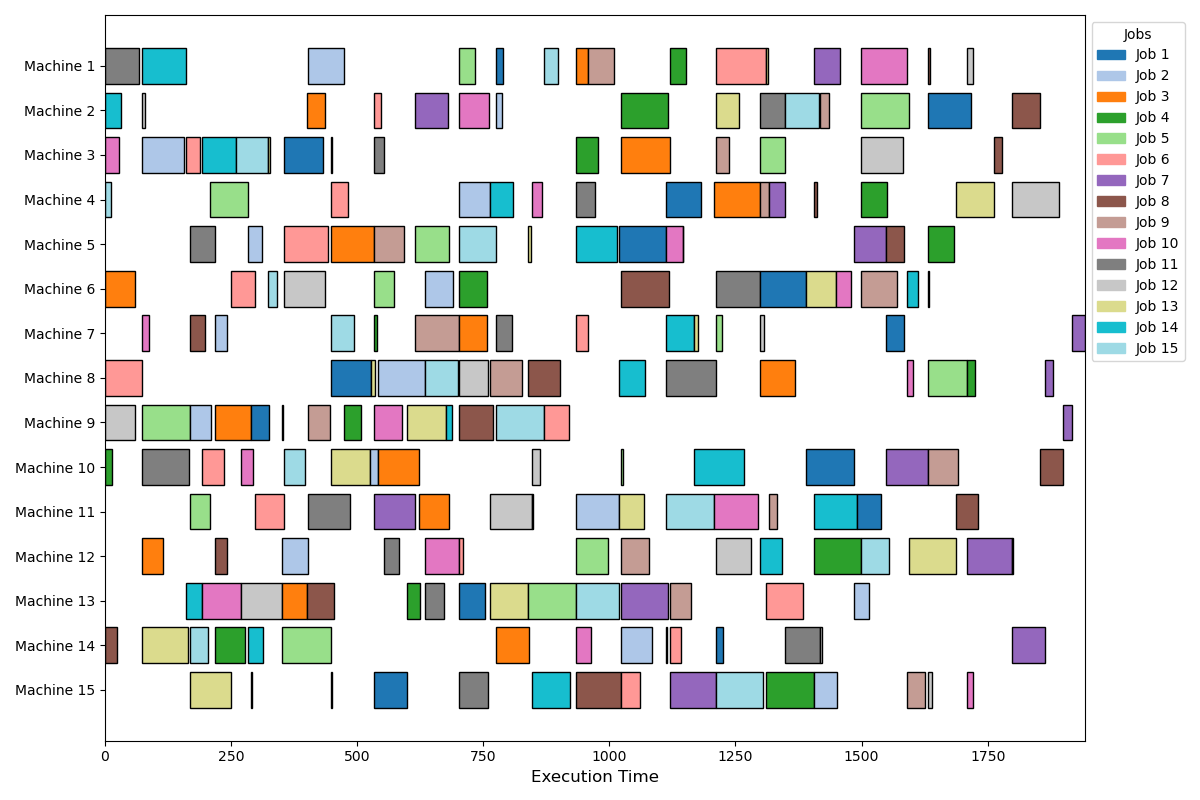 Machine 1
Machine 2
Machine 3
Machine 4
Machine 5
Machine 6
Machine 7
Machine 8
Machine 9
Machine 10
Machine 11
Machine 12
Machine 13
Machine 14
Machine 15
0 250 500 750 1000 1250 1500 1750
Execution Time
Jobs
Job 1
Job 2
Job 3
Job 4
Job 5
Job 6
Job 7
Job 8
Job 9
Job 10
Job 11
Job 12
Job 13
Job 14
Job 15